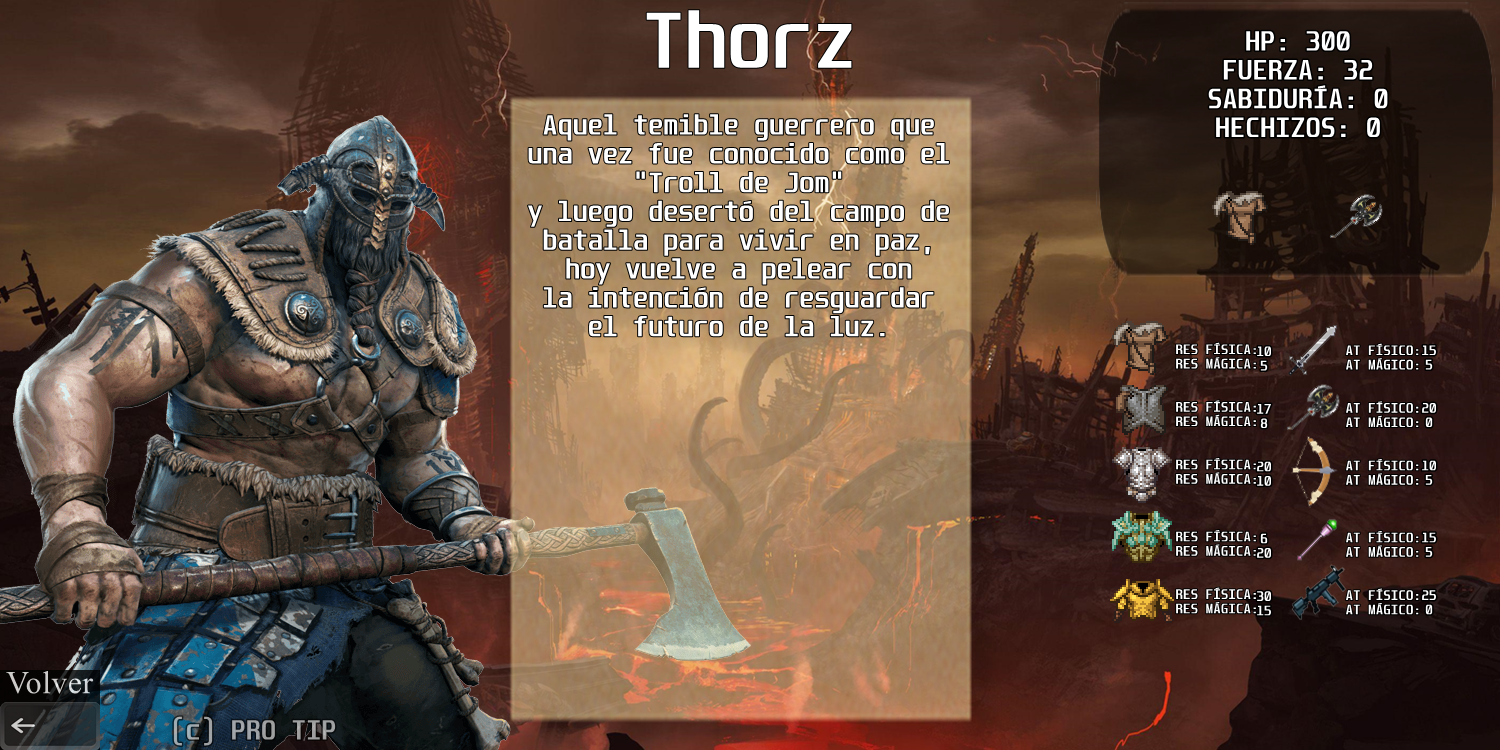 Thorz
Aquel temible guerrero que
una vez fue conocido como el
"Troll de Jom"
y luego desertó del campo de
batalla para vivir en paz,
hoy vuelve a pelear con
la intención de resguardar
el futuro de la luz.
HP: 300
FUERZA: 32
SABIDURÍA: 0
HECHIZOS: 0
RES FÍSICA:10
RES MÁGICA: 5
AT FÍSICO:15
AT MÁGICO: 5
RES FÍSICA:17
RES MÁGICA: 8
AT FÍSICO:20
AT MÁGICO: 0
RES FÍSICA:20
RES MÁGICA:10
AT FÍSICO:10
AT MÁGICO: 5
RES FÍSICA: 6
RES MÁGICA:20
AT FÍSICO:15
AT MÁGICO: 5
RES FÍSICA:30
RES MÁGICA:15
AT FÍSICO:25
AT MÁGICO: 0
Volver
(c) PRO TIP